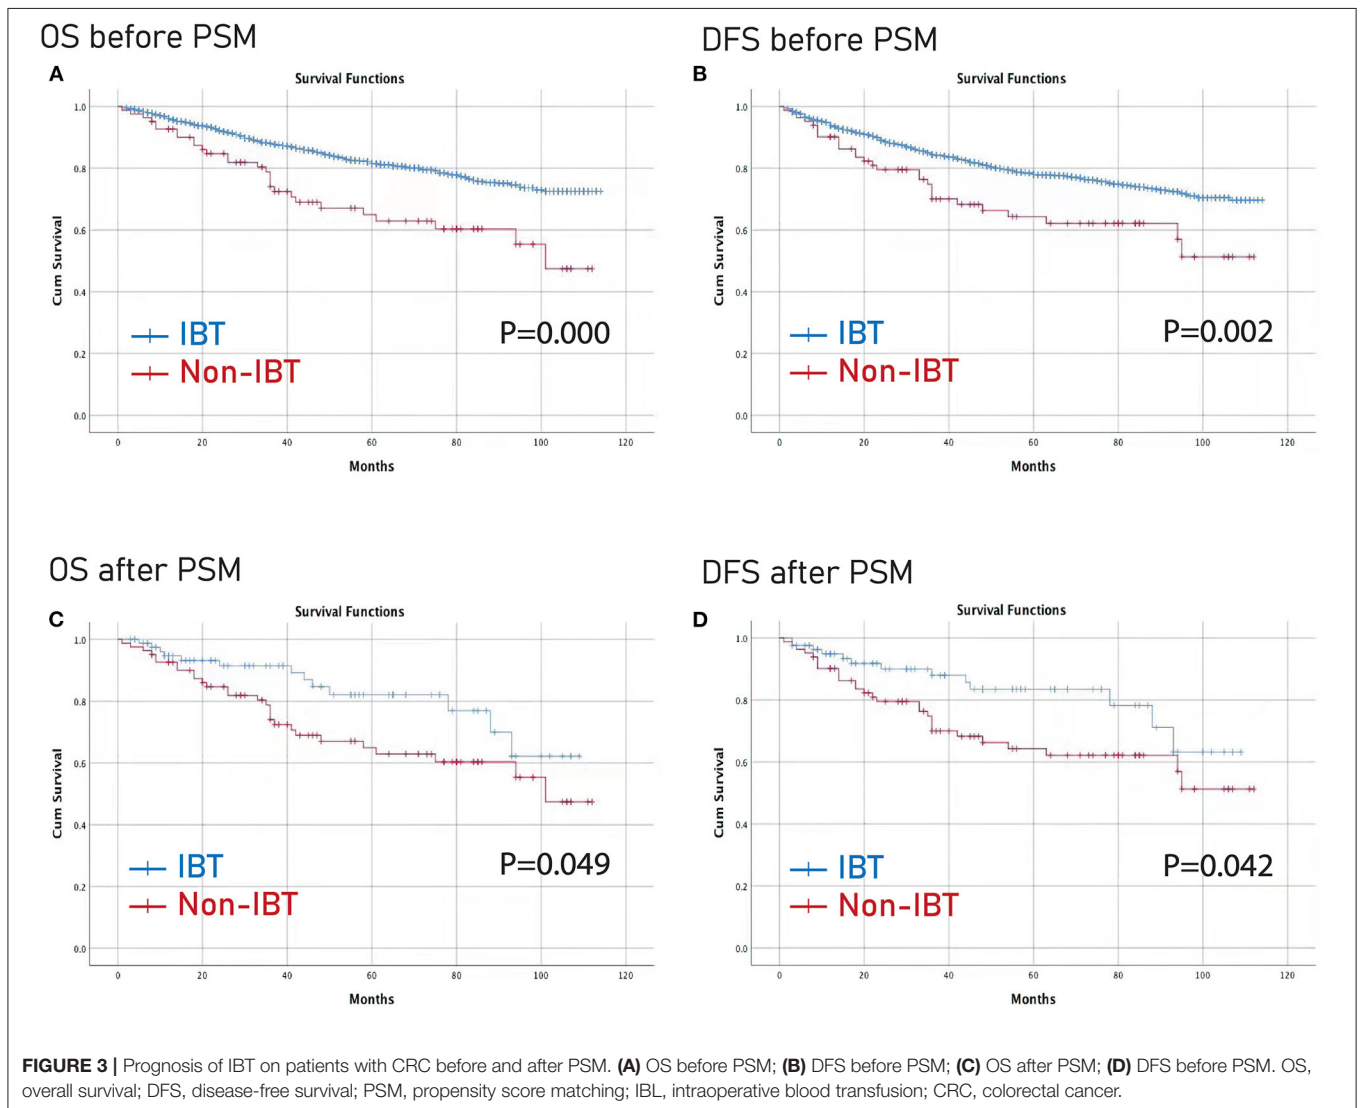 OS before PSM
DFS before PSM
A
Survival Functions
1.0
0.8
0.6
0.4
0.2
0.0
Cum Survival
IBT
Non-IBT
P=0.000
0 20 40 60 80 100 120
Months
B
Survival Functions
1.0
0.8
0.6
0.4
0.2
0.0
Cum Survival
IBT
Non-IBT
P=0.002
0 20 40 60 80 100 120
Months
OS after PSM
DFS after PSM
C
Survival Functions
1.0
0.8
0.6
0.4
0.2
0.0
Cum Survival
IBT
Non-IBT
P=0.049
0 20 40 60 80 100 120
Months
D
Survival Functions
1.0
0.8
0.6
0.4
0.2
0.0
Cum Survival
IBT
Non-IBT
P=0.042
0 20 40 60 80 100 120
Months
FIGURE 3 | Prognosis of IBT on patients with CRC before and after PSM. (A) OS before PSM; (B) DFS before PSM; (C) OS after PSM; (D) DFS before PSM. OS,
overall survival; DFS, disease-free survival; PSM, propensity score matching; IBL, intraoperative blood transfusion; CRC, colorectal cancer.